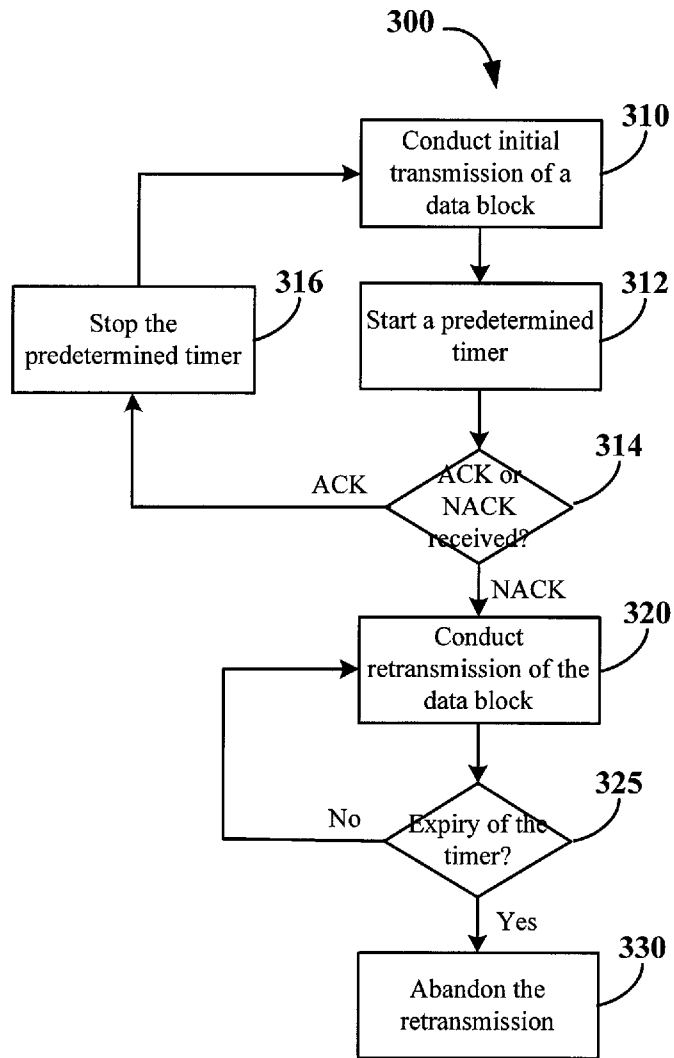 300
310
Conduct initial
transmission of a
data block
316
312
Stop the
predetermined timer
Start a predetermined
timer
314
ACK
ACK or
NACK
received?
NACK
320
Conduct
retransmission of the
data block
325
No
Expiry of the
timer?
Yes
330
Abandon the
retransmission